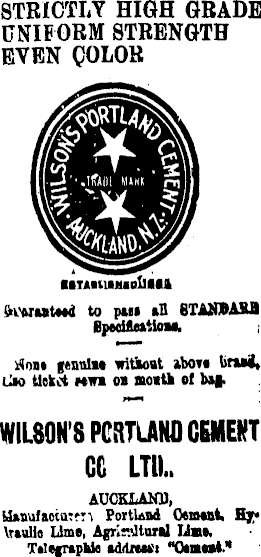 STRICTLY HIGH GRADE
UNIFORM STRENGTH
EVEN COLOR
WILSON'S PORTLAND CEMENT
TRADE MARK
AUCKLAND, N.Z.
ESTABLISHED
Guaranteed to pass all STANDARD
Specifications.
None genuine without above brand,
also ticket sewn on mouth of bag.
WILSON'S PORTLAND CEMENT
CO LTD..
AUCKLAND,
Manufacturers Portland Cement, Hy-
draulic Lime, Agricultural Lime.
Telegraphic address: "Cement."